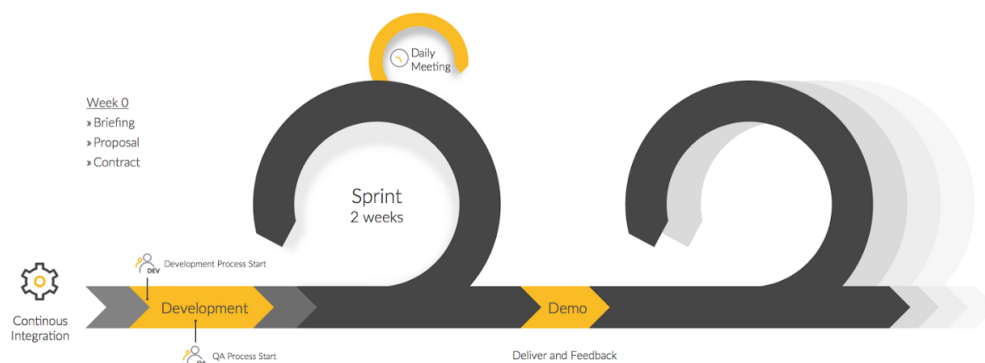 Daily
Meeting
Week 0
» Briefing
» Proposal
» Contract
Sprint
2 weeks
DEV
Development Process Start
Development
Demo
Continous
Integration
QA Process Start
Deliver and Feedback